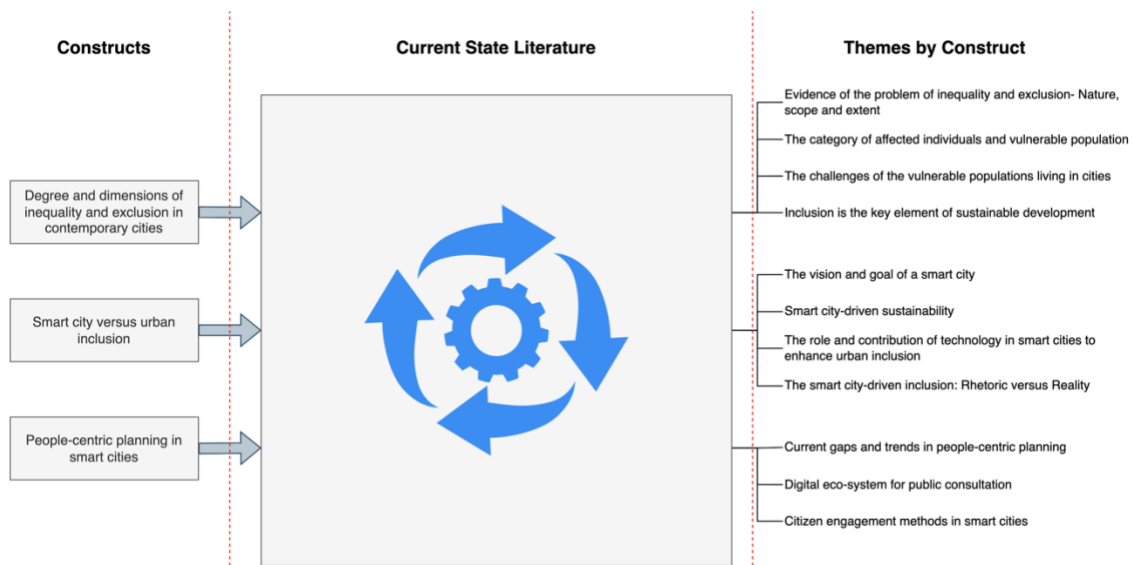 Constructs
Current State Literature
Themes by Construct
Degree and dimensions of
inequality and exclusion in
contemporary cities
Smart city versus urban
inclusion
People-centric planning in
smart cities
Evidence of the problem of inequality and exclusion- Nature,
scope and extent
The category of affected individuals and vulnerable population
The challenges of the vulnerable populations living in cities
Inclusion is the key element of sustainable development
The vision and goal of a smart city
Smart city-driven sustainability
The role and contribution of technology in smart cities to
enhance urban inclusion
The smart city-driven inclusion: Rhetoric versus Reality
Current gaps and trends in people-centric planning
Digital eco-system for public consultation
Citizen engagement methods in smart cities